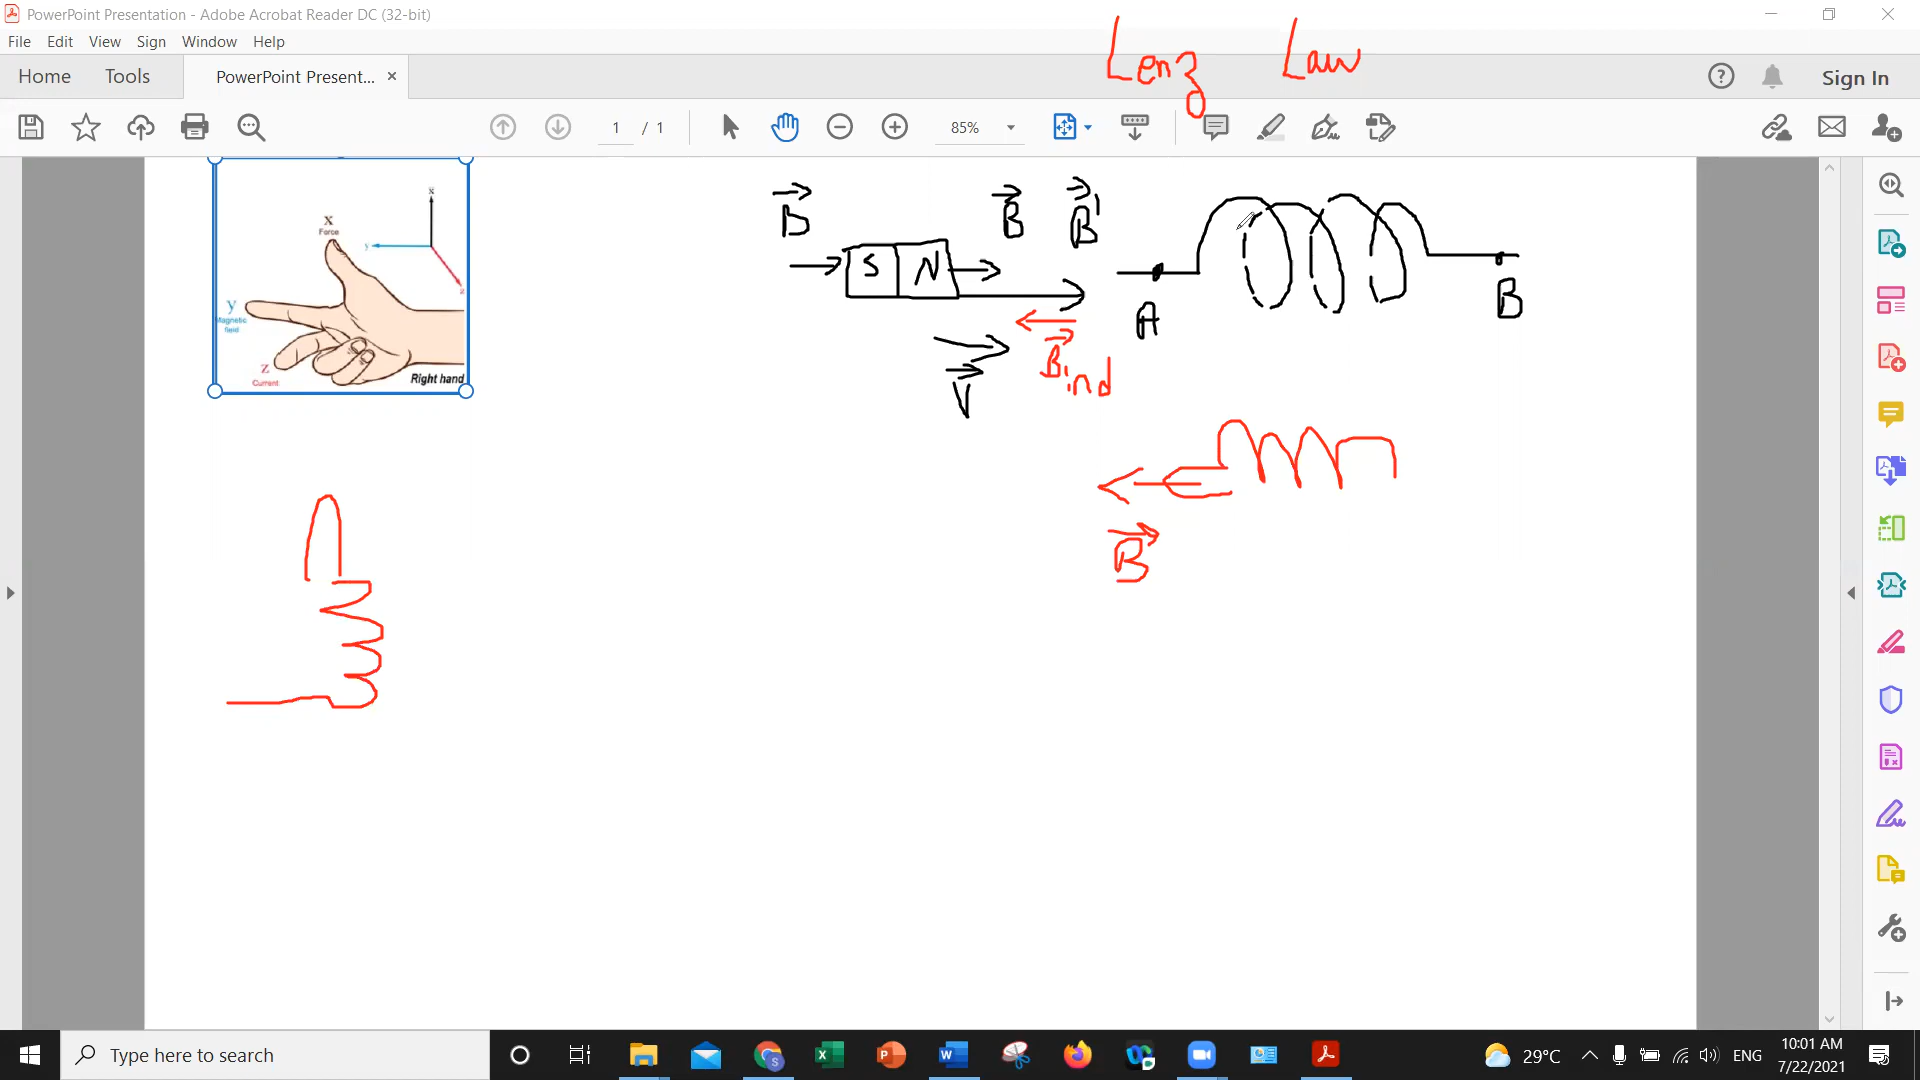 PowerPoint Presentation - Adobe Acrobat Reader DC (32-bit)
File Edit View Sign Window Help
Lenz Law
Home Tools PowerPoint Present... × Sign In
1 / 1 85%
X
Force
y
Magnetic
field
Z
Current
Right hand
x
y
z
B
S N
B
B'
A
B
V
B ind
B
Type here to search
29°C
ENG
10:01 AM
7/22/2021